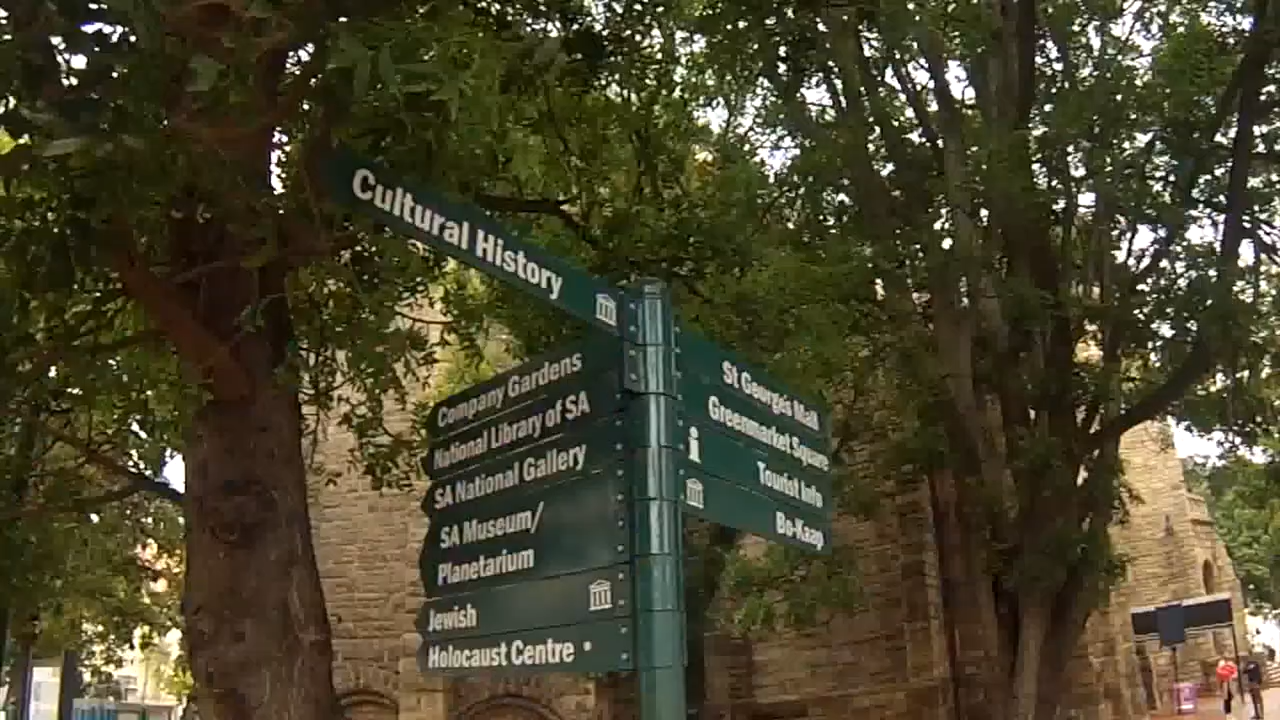 Cultural History
Company Gardens
National Library of SA
SA National Gallery
SA Museum/
Planetarium
Jewish
Holocaust Centre
St George's Mall
Greenmarket Square
i Tourist Info
Bo-Kaap